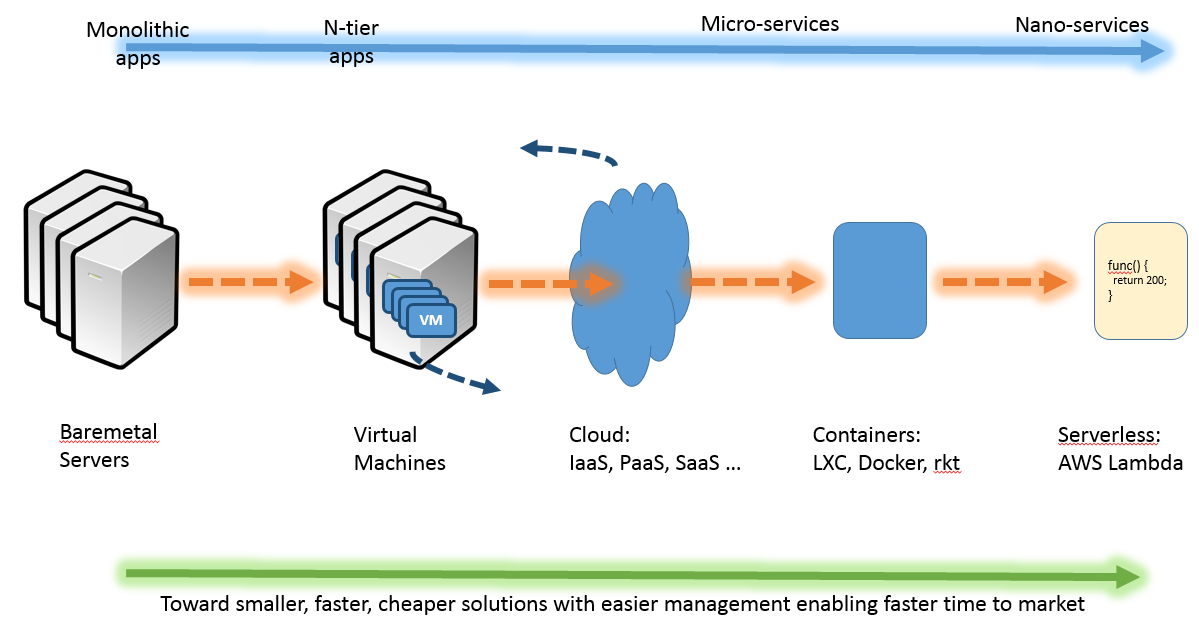 Monolithic
apps
N-tier
apps
Micro-services
Nano-services
VM
func() {
return 200;
}
Baremetal
Servers
Virtual
Machines
Cloud:
IaaS, PaaS, SaaS ...
Containers:
LXC, Docker, rkt
Serverless:
AWS Lambda
Toward smaller, faster, cheaper solutions with easier management enabling faster time to market